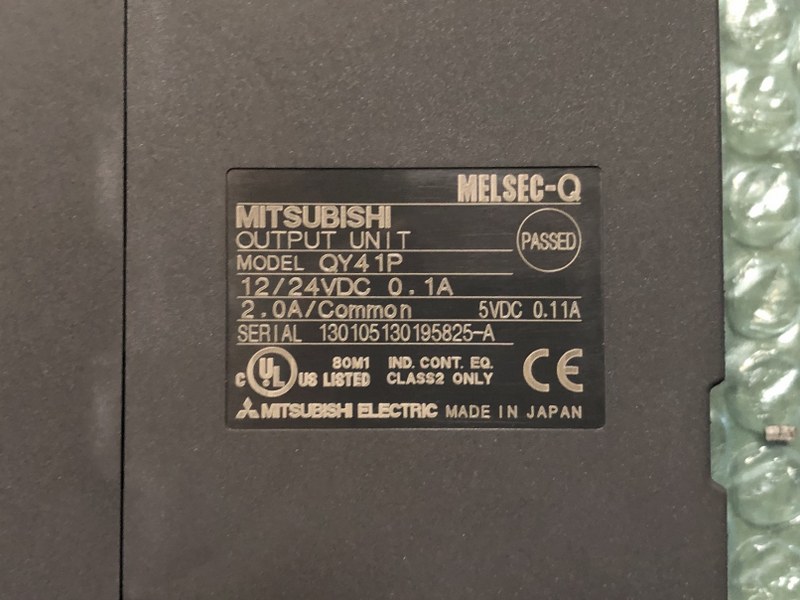 MELSEC-Q
MITSUBISHI
OUTPUT UNIT
PASSED
MODEL QY41P
12/24VDC 0.1A
2.0A/Common 5VDC 0.11A
SERIAL 130105130195825-A
C UL US LISTED 80M1 IND. CONT. EQ.
CLASS2 ONLY
CE
MITSUBISHI ELECTRIC MADE IN JAPAN